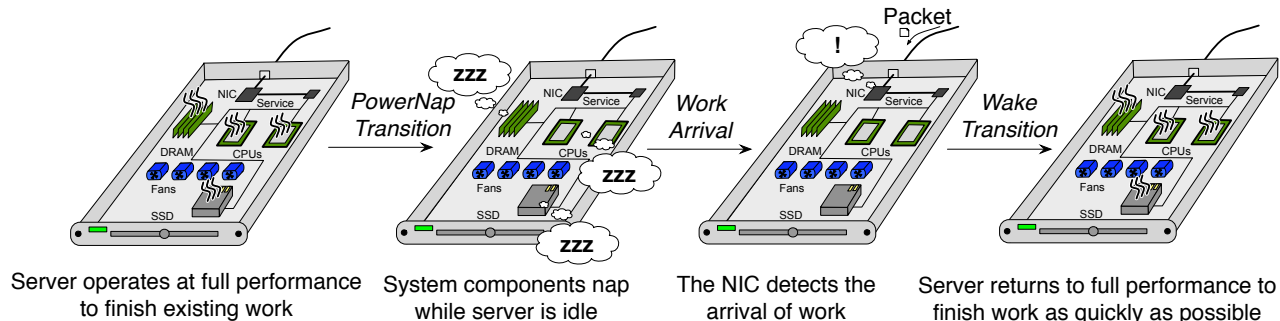 Packet
!
zzz
PowerNap
Transition
Work
Arrival
Wake
Transition
NIC
Service
DRAM
CPUs
Fans
SSD
NIC
Service
DRAM
CPUs
zzz
Fans
SSD
zzz
NIC
Service
DRAM
CPUs
Fans
SSD
NIC
Service
DRAM
CPUs
Fans
SSD
Server operates at full performance
to finish existing work
System components nap
while server is idle
The NIC detects the
arrival of work
Server returns to full performance to
finish work as quickly as possible